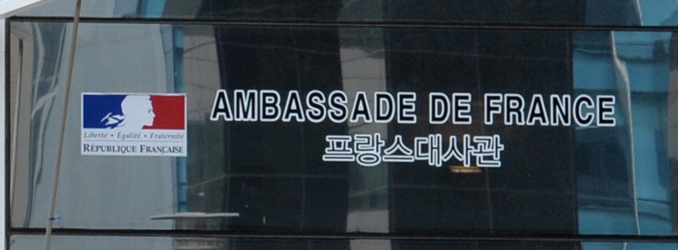 Liberté • Égalité • Fraternité
RÉPUBLIQUE FRANÇAISE
AMBASSADE DE FRANCE
프랑스대사관